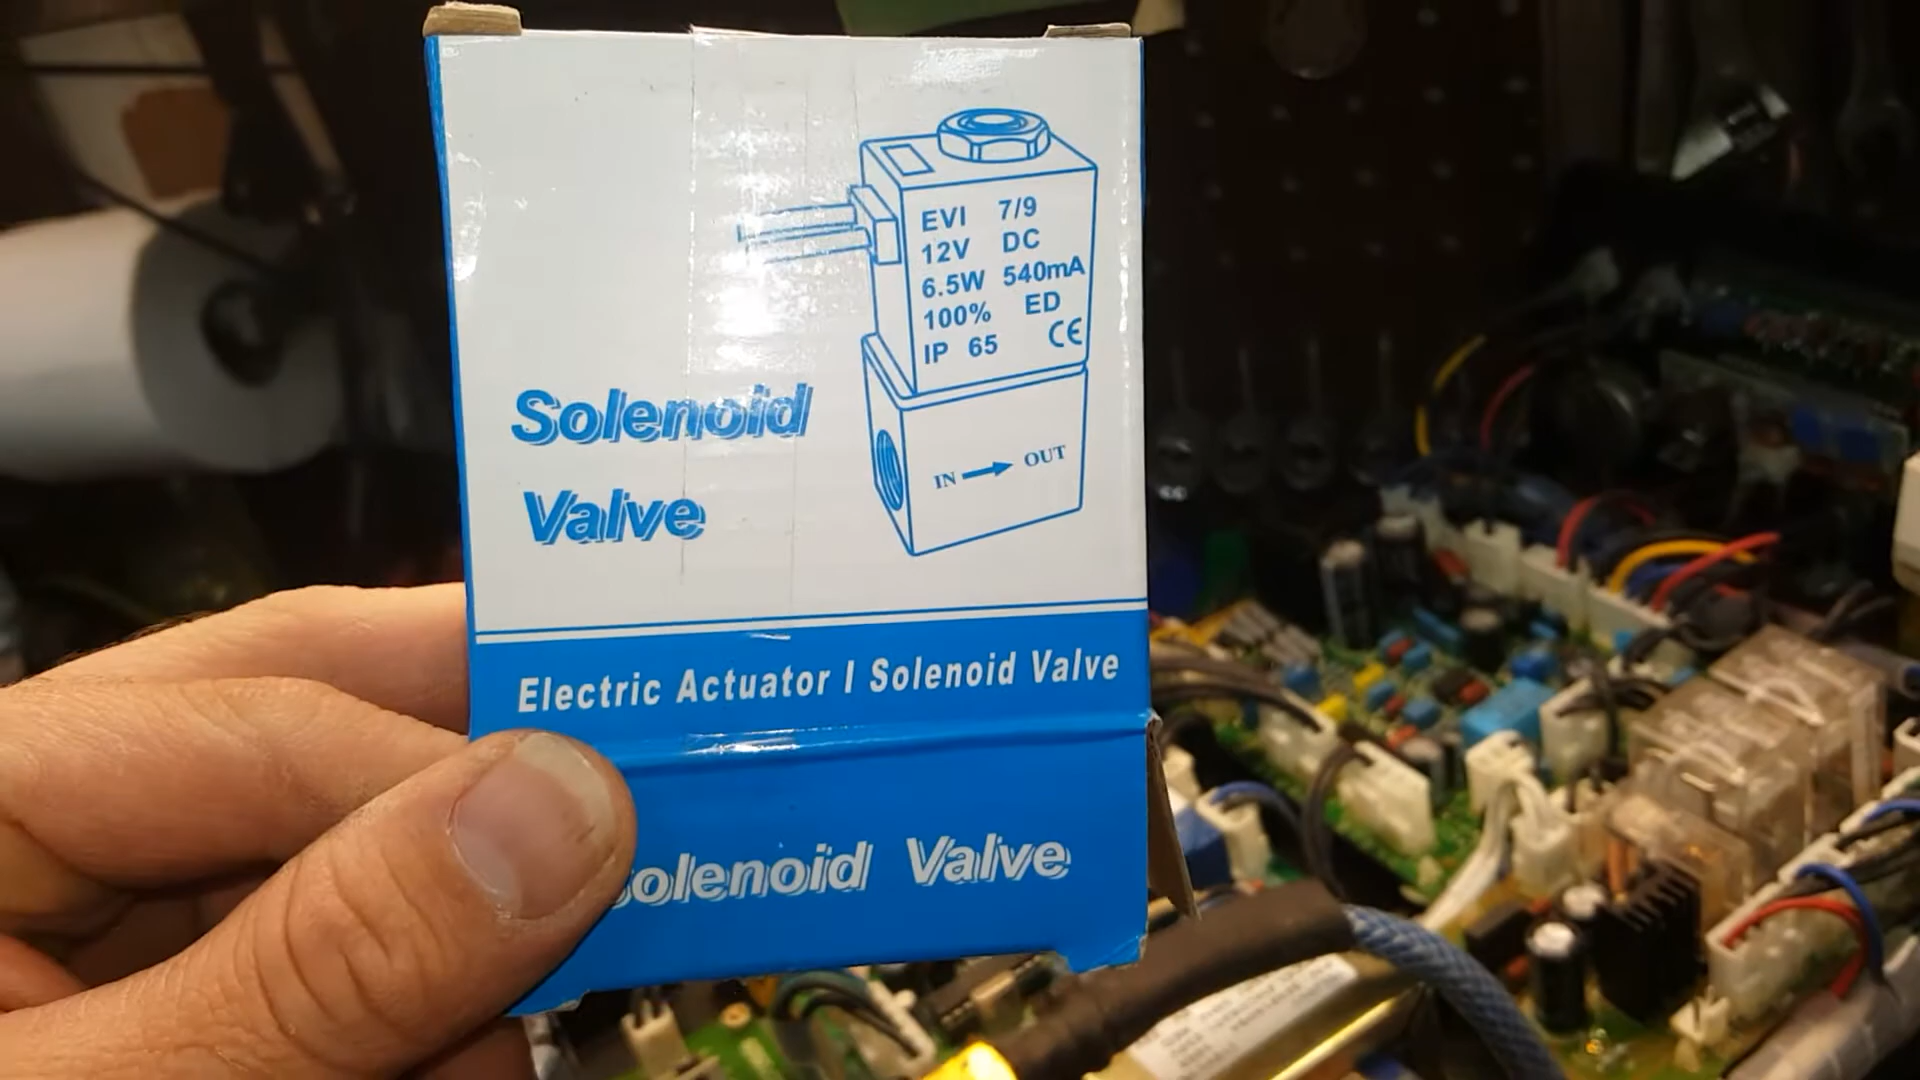 EVI 7/9
12V DC
6.5W 540mA
100% ED
CE
IP 65
Solenoid
Valve
IN → OUT
Electric Actuator I Solenoid Valve
Solenoid Valve